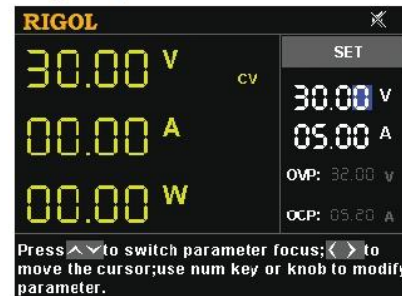 RIGOL
30.00 V
CV
00.00 A
00.00 W
SET
30.00 V
05.00 A
OVP: 32.00 V
OCP: 05.20 A
Press to switch parameter
focus; to
move the cursor;use num key or knob to modify
parameter.